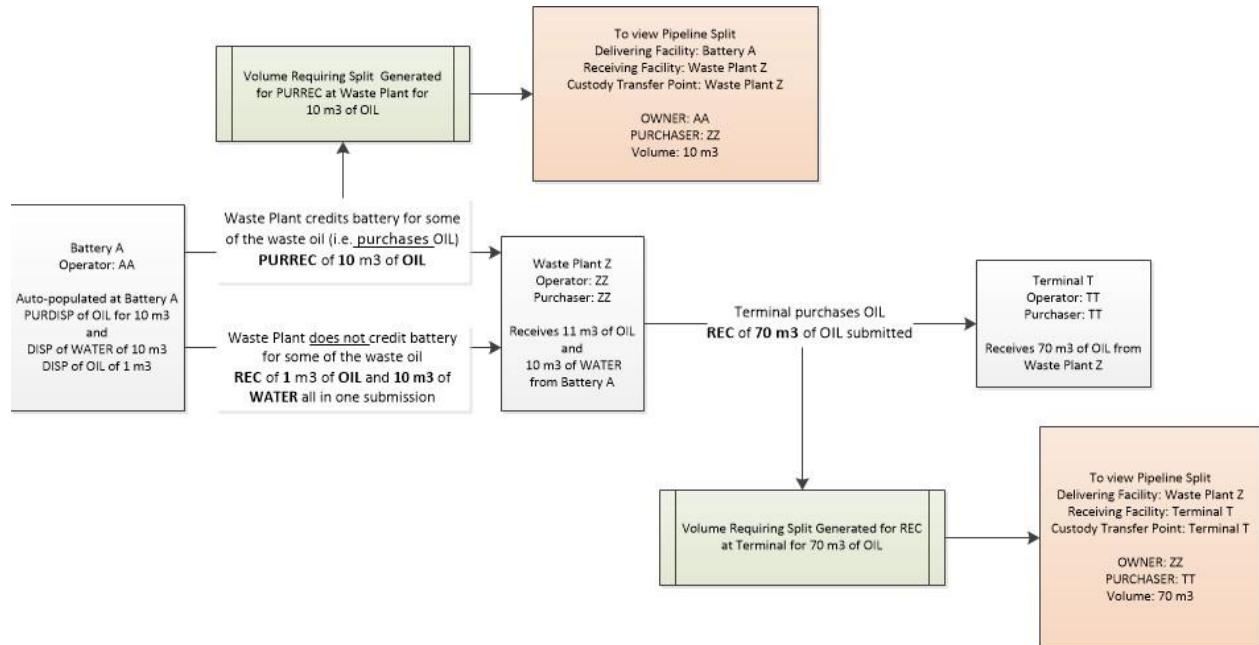 Volume Requiring Split  Generated
for PURREC at Waste Plant for
10 m3 of OIL
To view Pipeline Split
Delivering Facility: Battery A
Receiving Facility: Waste Plant Z
Custody Transfer Point: Waste Plant Z
OWNER: AA
PURCHASER: ZZ
Volume: 10 m3
Battery A
Operator: AA
Auto-populated at Battery A
PURDISP of OIL for 10 m3
and
DISP of WATER of 10 m3
DISP of OIL of 1 m3
Waste Plant credits battery for some
of the waste oil (i.e. purchases OIL)
PURREC of 10 m3 of OIL
Waste Plant does not credit battery
for some of the waste oil
REC of 1 m3 of OIL and 10 m3 of
WATER all in one submission
Waste Plant Z
Operator: ZZ
Purchaser: ZZ
Receives 11 m3 of OIL
and
10 m3 of WATER
from Battery A
Terminal purchases OIL
REC of 70 m3 of OIL submitted
Terminal T
Operator: TT
Purchaser: TT
Receives 70 m3 of OIL from
Waste Plant Z
Volume Requiring Split Generated for REC
at Terminal for 70 m3 of OIL
To view Pipeline Split
Delivering Facility: Waste Plant Z
Receiving Facility: Terminal T
Custody Transfer Point: Terminal T
OWNER: ZZ
PURCHASER: TT
Volume: 70 m3